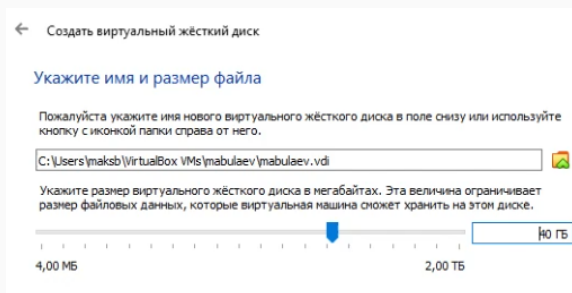 Создать виртуальный жёсткий диск
Укажите имя и размер файла
Пожалуйста укажите имя нового виртуального жёсткого диска в поле снизу или используйте
кнопку с иконкой папки справа от него.
C:\Users\maksb\VirtualBox VMs\mabulaev\mabulaev.vdi
Укажите размер виртуального жёсткого диска в мегабайтах. Эта величина ограничивает
размер файловых данных, которые виртуальная машина сможет хранить на этом диске.
40 ГБ
4,00 МБ 2,00 ТБ